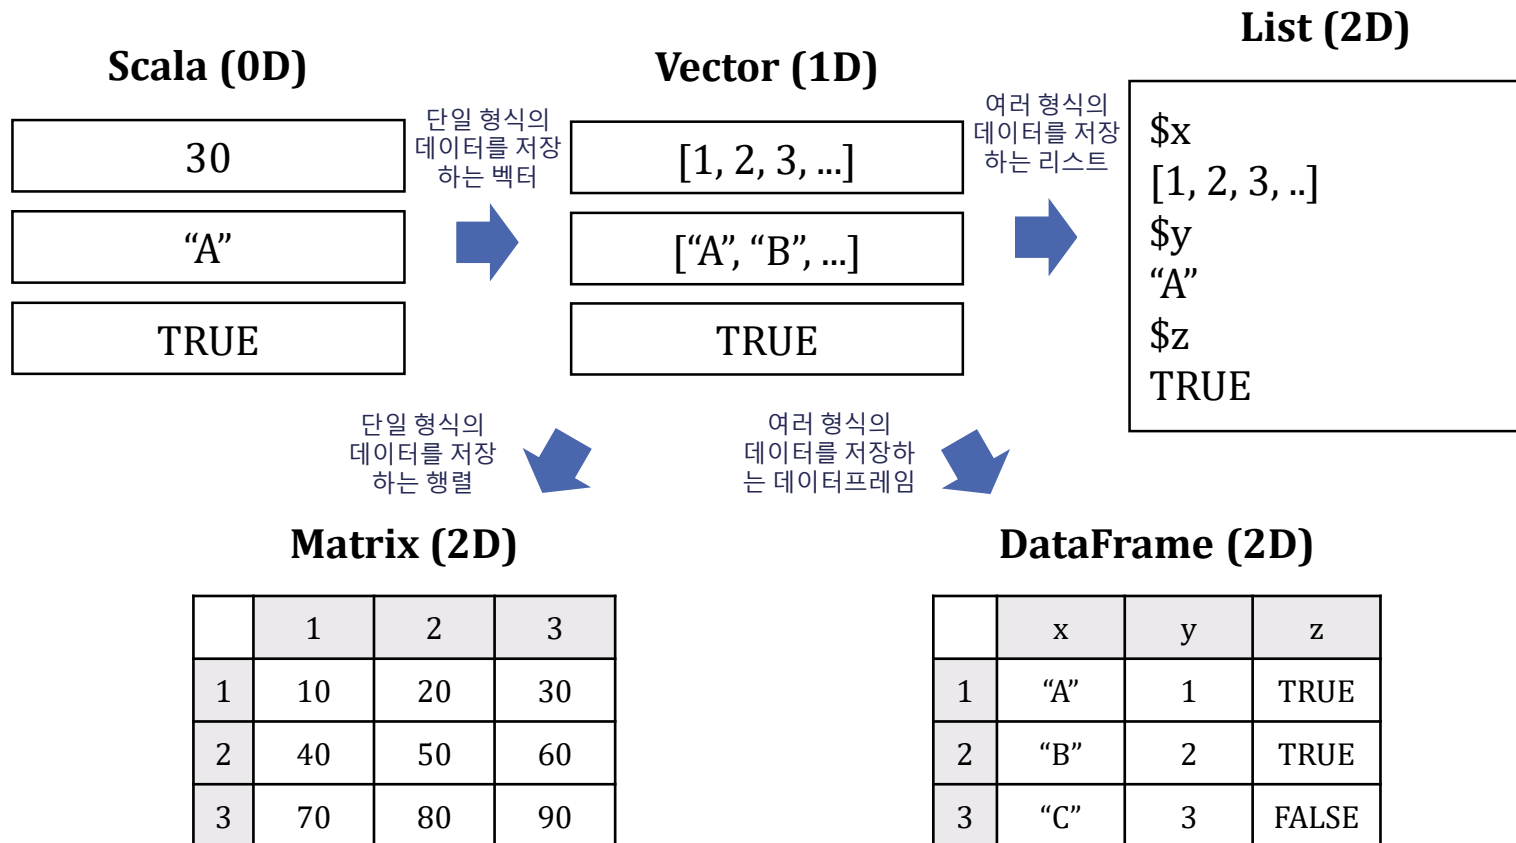 Scala (0D)
30
“A”
TRUE
단일 형식의
데이터를 저장
하는 벡터
Vector (1D)
[1, 2, 3, ...]
[“A”, “B”, ...]
TRUE
여러 형식의
데이터를 저장
하는 리스트
List (2D)
$x
[1, 2, 3, ..]
$y
“A”
$z
TRUE
단일 형식의
데이터를 저장
하는 행렬
여러 형식의
데이터를 저장하
는 데이터프레임
Matrix (2D)
1 2 3
1 10 20 30
2 40 50 60
3 70 80 90
DataFrame (2D)
x y z
1 “A” 1 TRUE
2 “B” 2 TRUE
3 “C” 3 FALSE